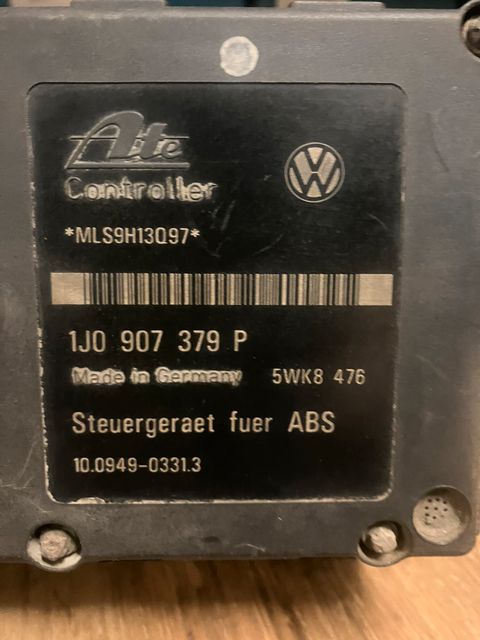 Ate
Controller
*MLS9H13Q97*
1J0 907 379 P
Made in Germany 5WK8 476
Steuergeraet fuer ABS
10.0949-0331.3